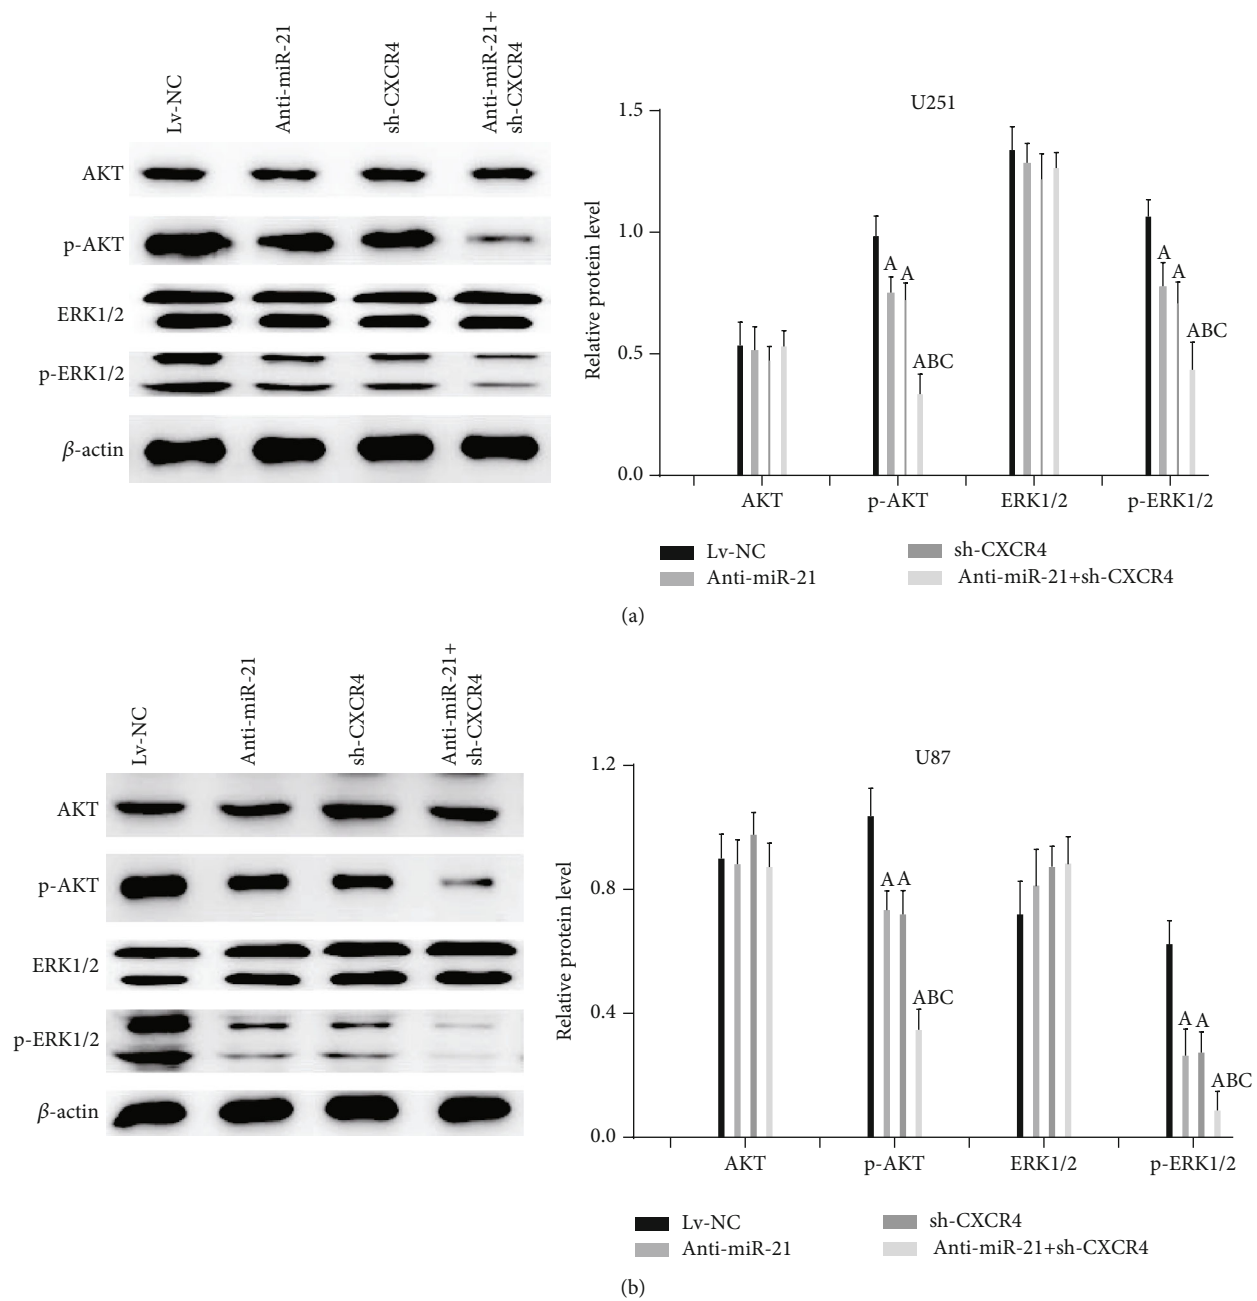 Lv-NC
Anti-miR-21
sh-CXCR4
Anti-miR-21+
sh-CXCR4
AKT
p-AKT
ERK1/2
p-ERK1/2
β-actin
U251
Relative protein level
1.5
1.0
0.5
0.0
A
A
ABC
A
A
ABC
AKT
p-AKT
ERK1/2
p-ERK1/2
Lv-NC
sh-CXCR4
Anti-miR-21
Anti-miR-21+sh-CXCR4
(a)
Lv-NC
Anti-miR-21
sh-CXCR4
Anti-miR-21+
sh-CXCR4
AKT
p-AKT
ERK1/2
p-ERK1/2
β-actin
U87
Relative protein level
1.2
0.8
0.4
0.0
A A
ABC
A A
ABC
AKT
p-AKT
ERK1/2
p-ERK1/2
Lv-NC
sh-CXCR4
Anti-miR-21
Anti-miR-21+sh-CXCR4
(b)